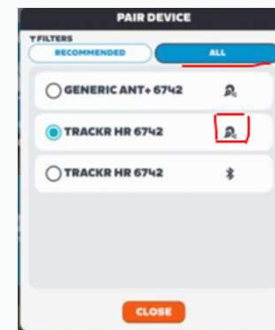 PAIR DEVICE
FILTERS
RECOMMENDED
ALL
GENERIC ANT+ 6742
TRACKR HR 6742
TRACKR HR 6742
CLOSE